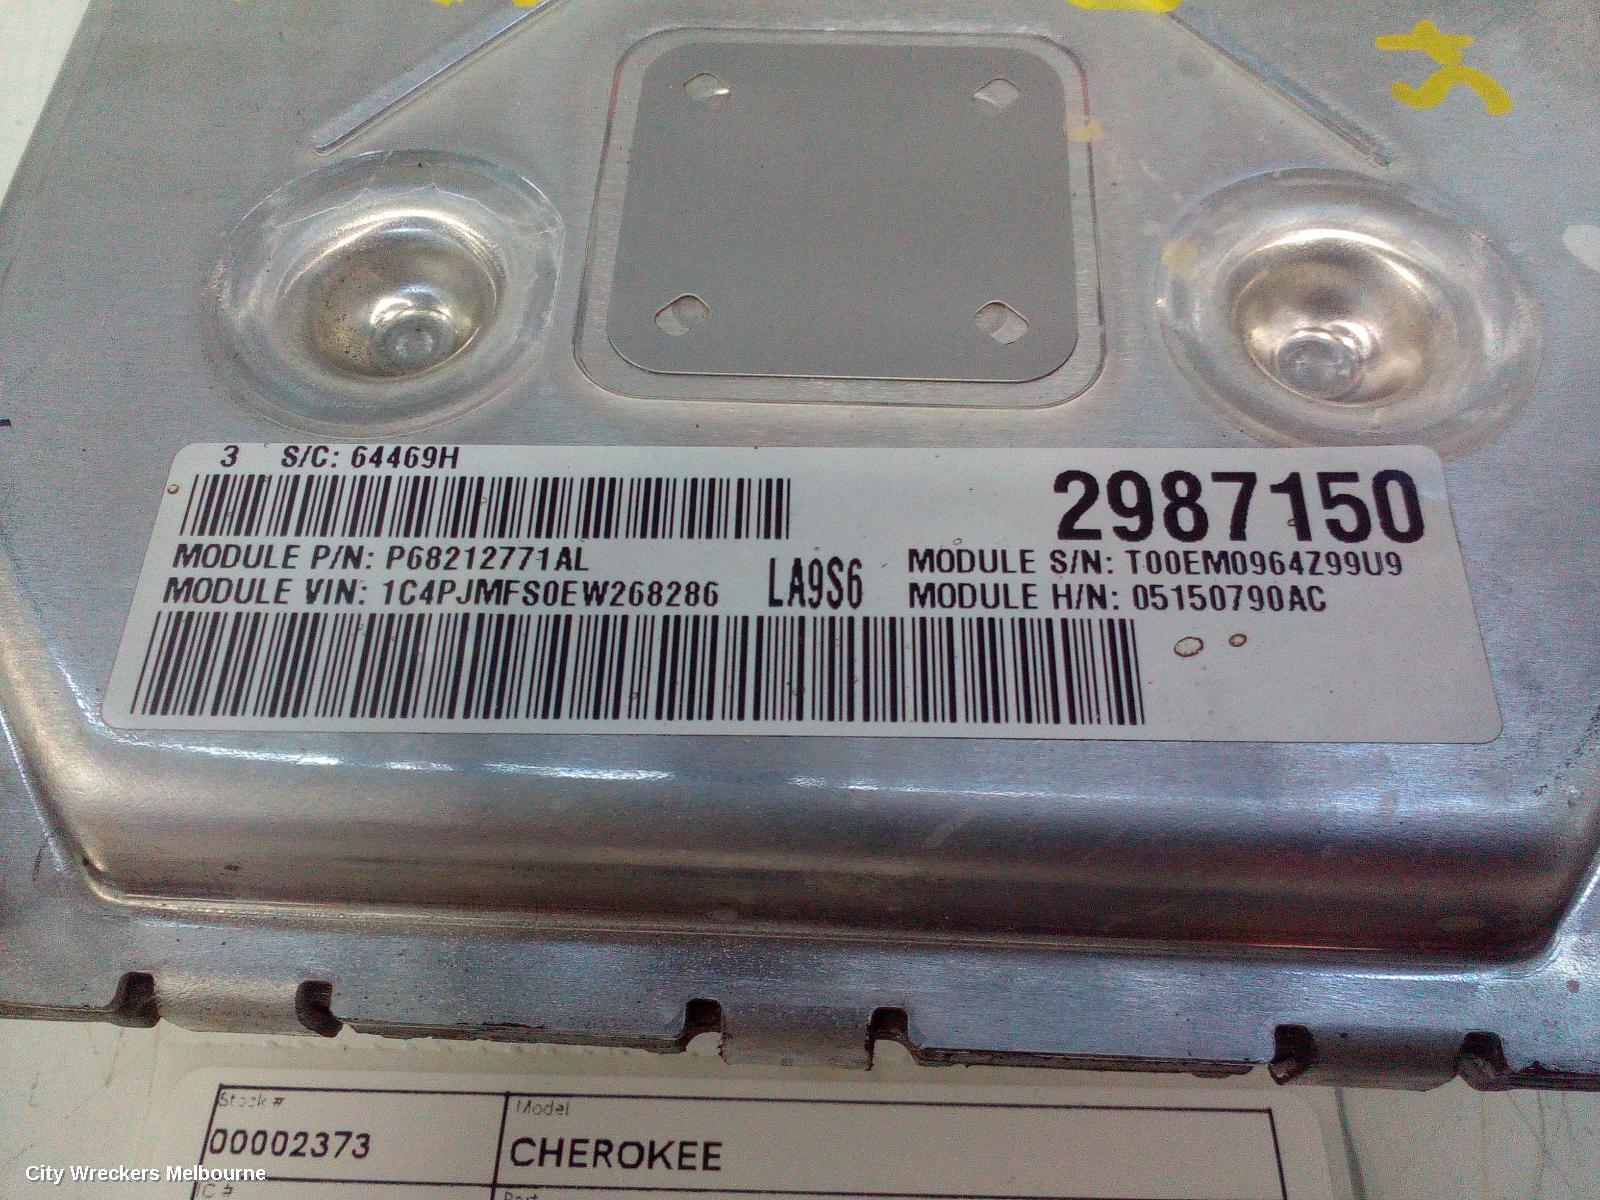 3 S/C: 64469H
2987150
MODULE P/N: P68212771AL
MODULE VIN: 1C4PJMFS0EW268286
LA9S6
MODULE S/N: T00EM0964Z99U9
MODULE H/N: 05150790AC
Stock #
00002373
Model
CHEROKEE
City Wreckers Melbourne